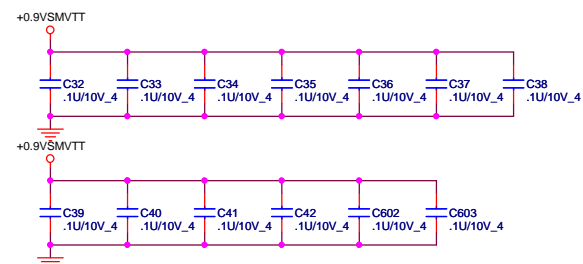 +0.9VSMVTT
C32 C33 C34 C35 C36 C37 C38
.1U/10V_4 .1U/10V_4 .1U/10V_4 .1U/10V_4 .1U/10V_4 .1U/10V_4 .1U/10V_4
+0.9VSMVTT
C39 C40 C41 C42 C602 C603
.1U/10V_4 .1U/10V_4 .1U/10V_4 .1U/10V_4 .1U/10V_4 .1U/10V_4